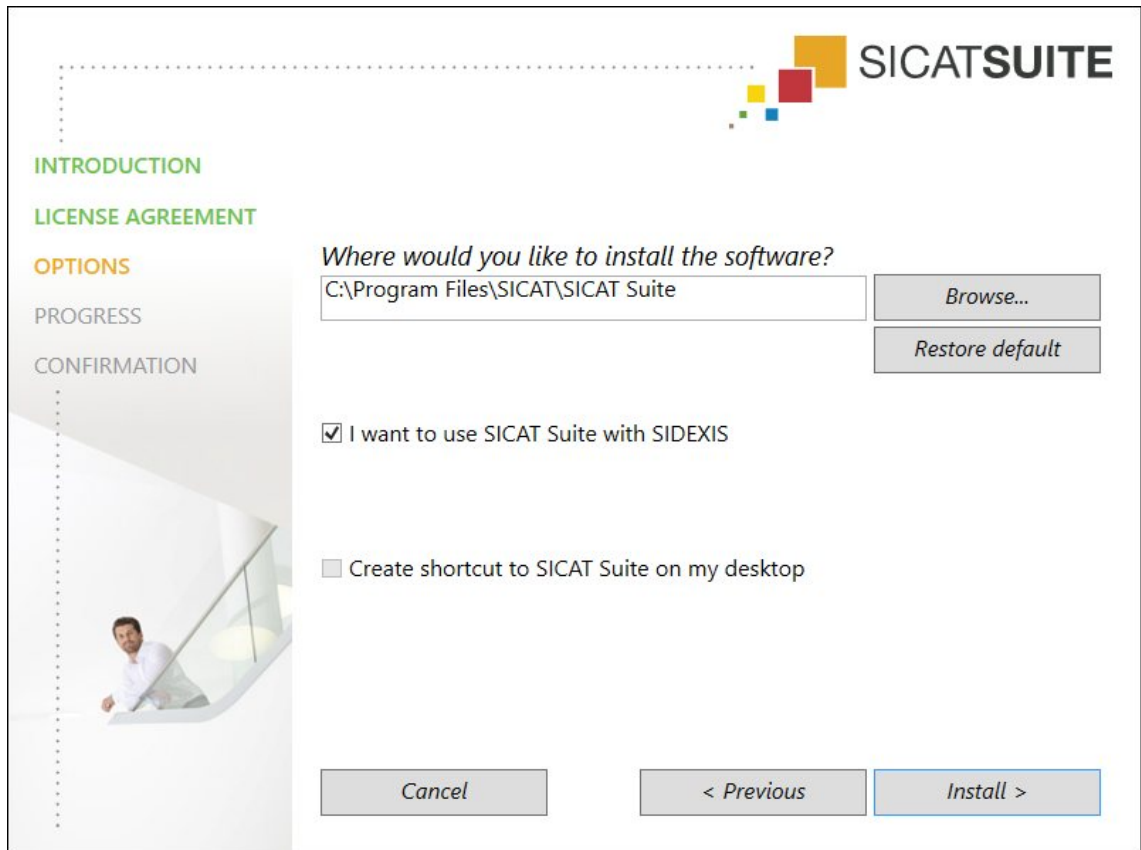 SICATSUITE
INTRODUCTION
LICENSE AGREEMENT
OPTIONS
PROGRESS
CONFIRMATION
Where would you like to install the software?
C:\Program Files\SICAT\SICAT Suite
Browse...
Restore default
I want to use SICAT Suite with SIDEXIS
Create shortcut to SICAT Suite on my desktop
Cancel
< Previous
Install >